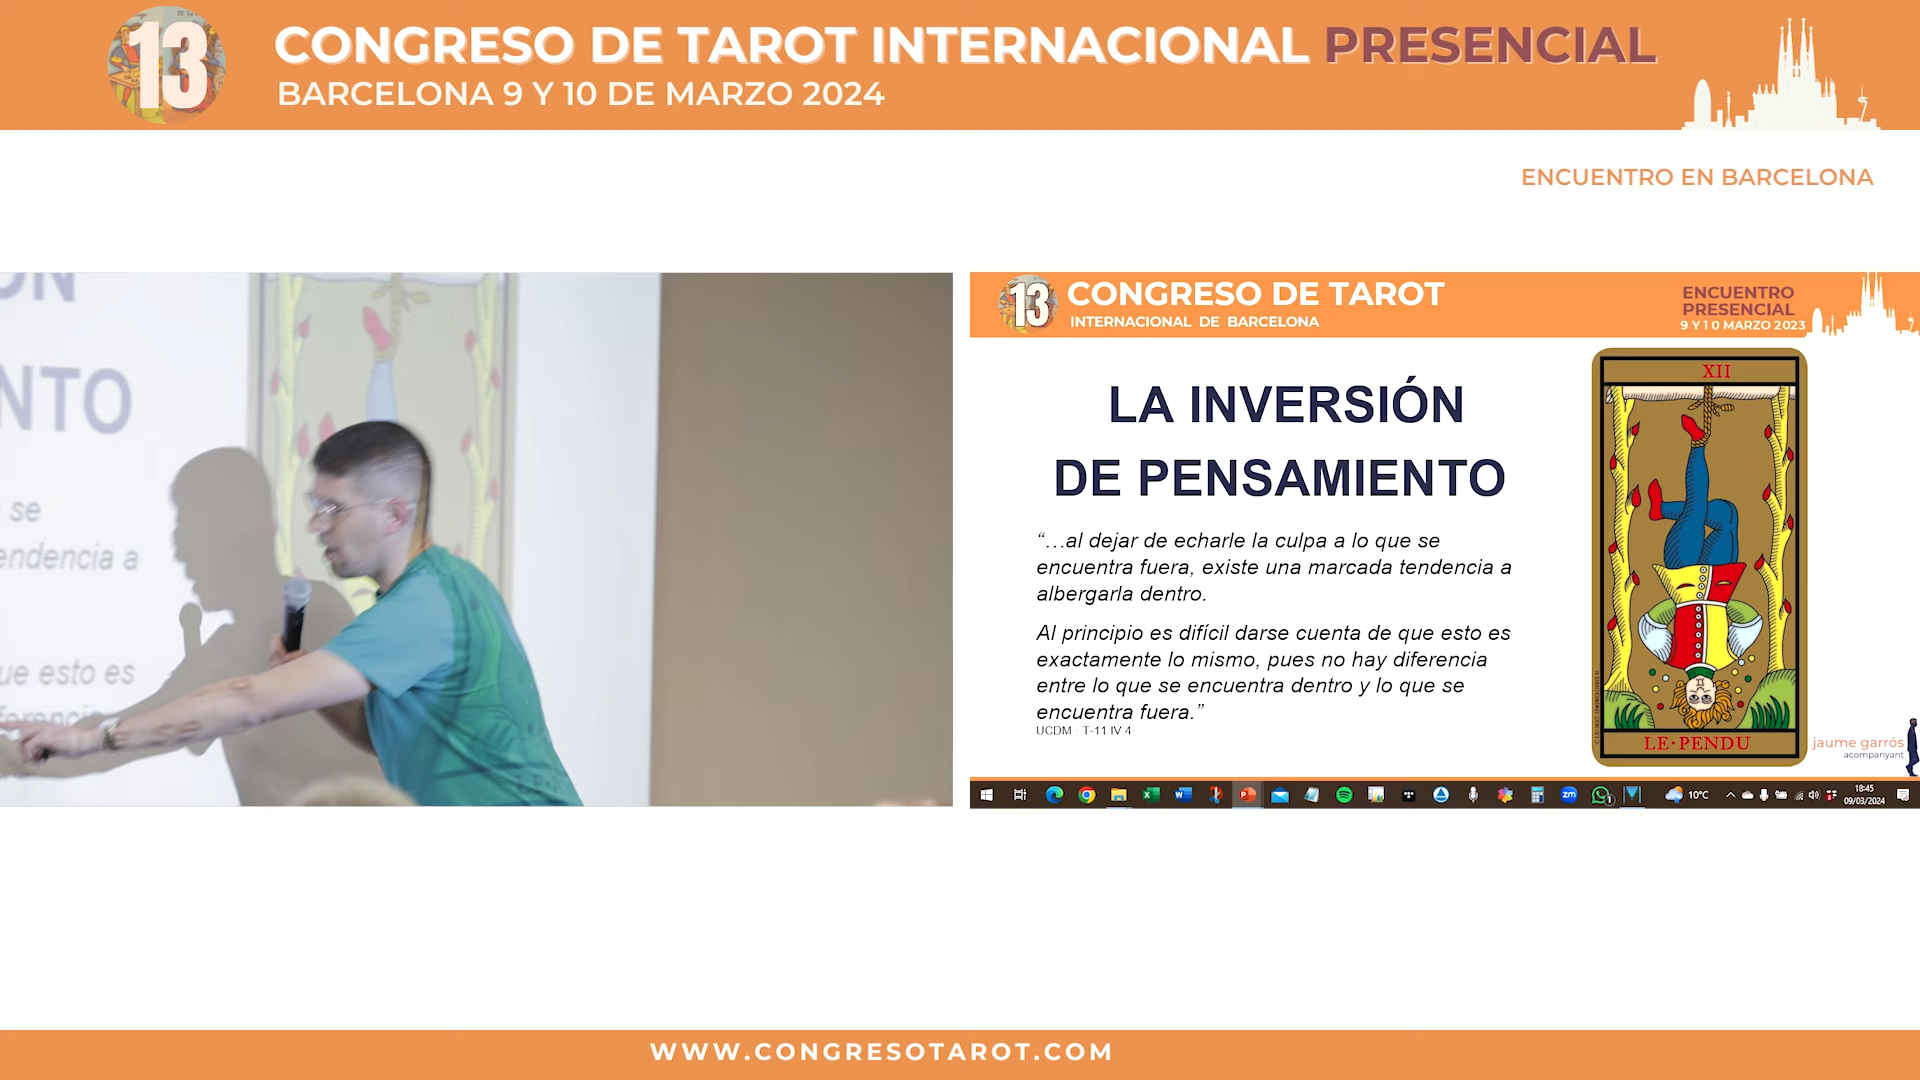 13
CONGRESO DE TAROT INTERNACIONAL PRESENCIAL
BARCELONA 9 Y 10 DE MARZO 2024
ENCUENTRO EN BARCELONA
NTO
se
endencia a
ue esto es
13
CONGRESO DE TAROT
INTERNACIONAL DE BARCELONA
ENCUENTRO
PRESENCIAL
9 Y 10 MARZO 2023
LA INVERSIÓN
DE PENSAMIENTO
“…al dejar de echarle la culpa a lo que se
encuentra fuera, existe una marcada tendencia a
albergarla dentro.
Al principio es difícil darse cuenta de que esto es
exactamente lo mismo, pues no hay diferencia
entre lo que se encuentra dentro y lo que se
encuentra fuera.”
UCDM · T-11.IV.4
XII
LE·PENDU
jaume garrós
acompanyant
zm
1
10°C
18:45
09/03/2024
WWW.CONGRESOTAROT.COM